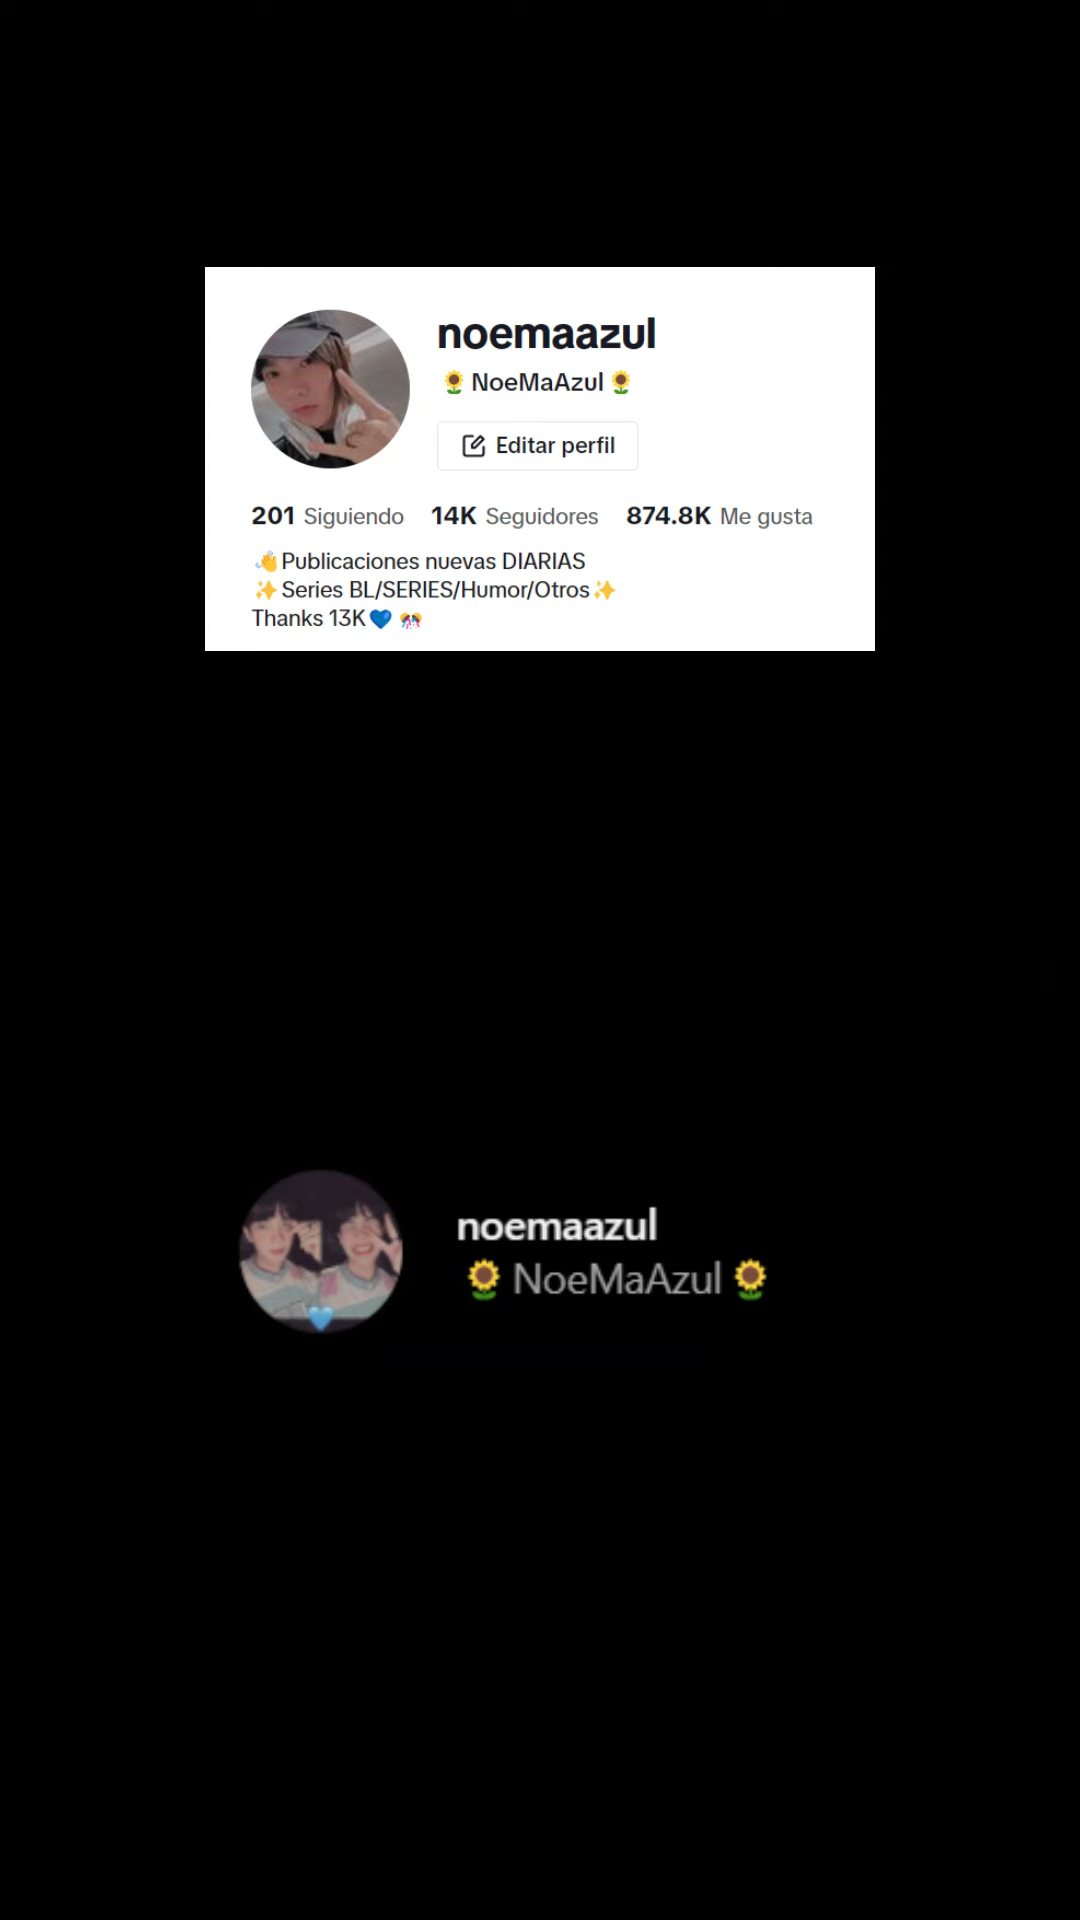 noemaazul
🌻 NoeMaAzul 🌻
Editar perfil
201 Siguiendo 14K Seguidores 874.8K Me gusta
👋Publicaciones nuevas DIARIAS
✨Series BL/SERIES/Humor/Otros✨
Thanks 13K💙 🎊
noemaazul
🌻 NoeMaAzul 🌻